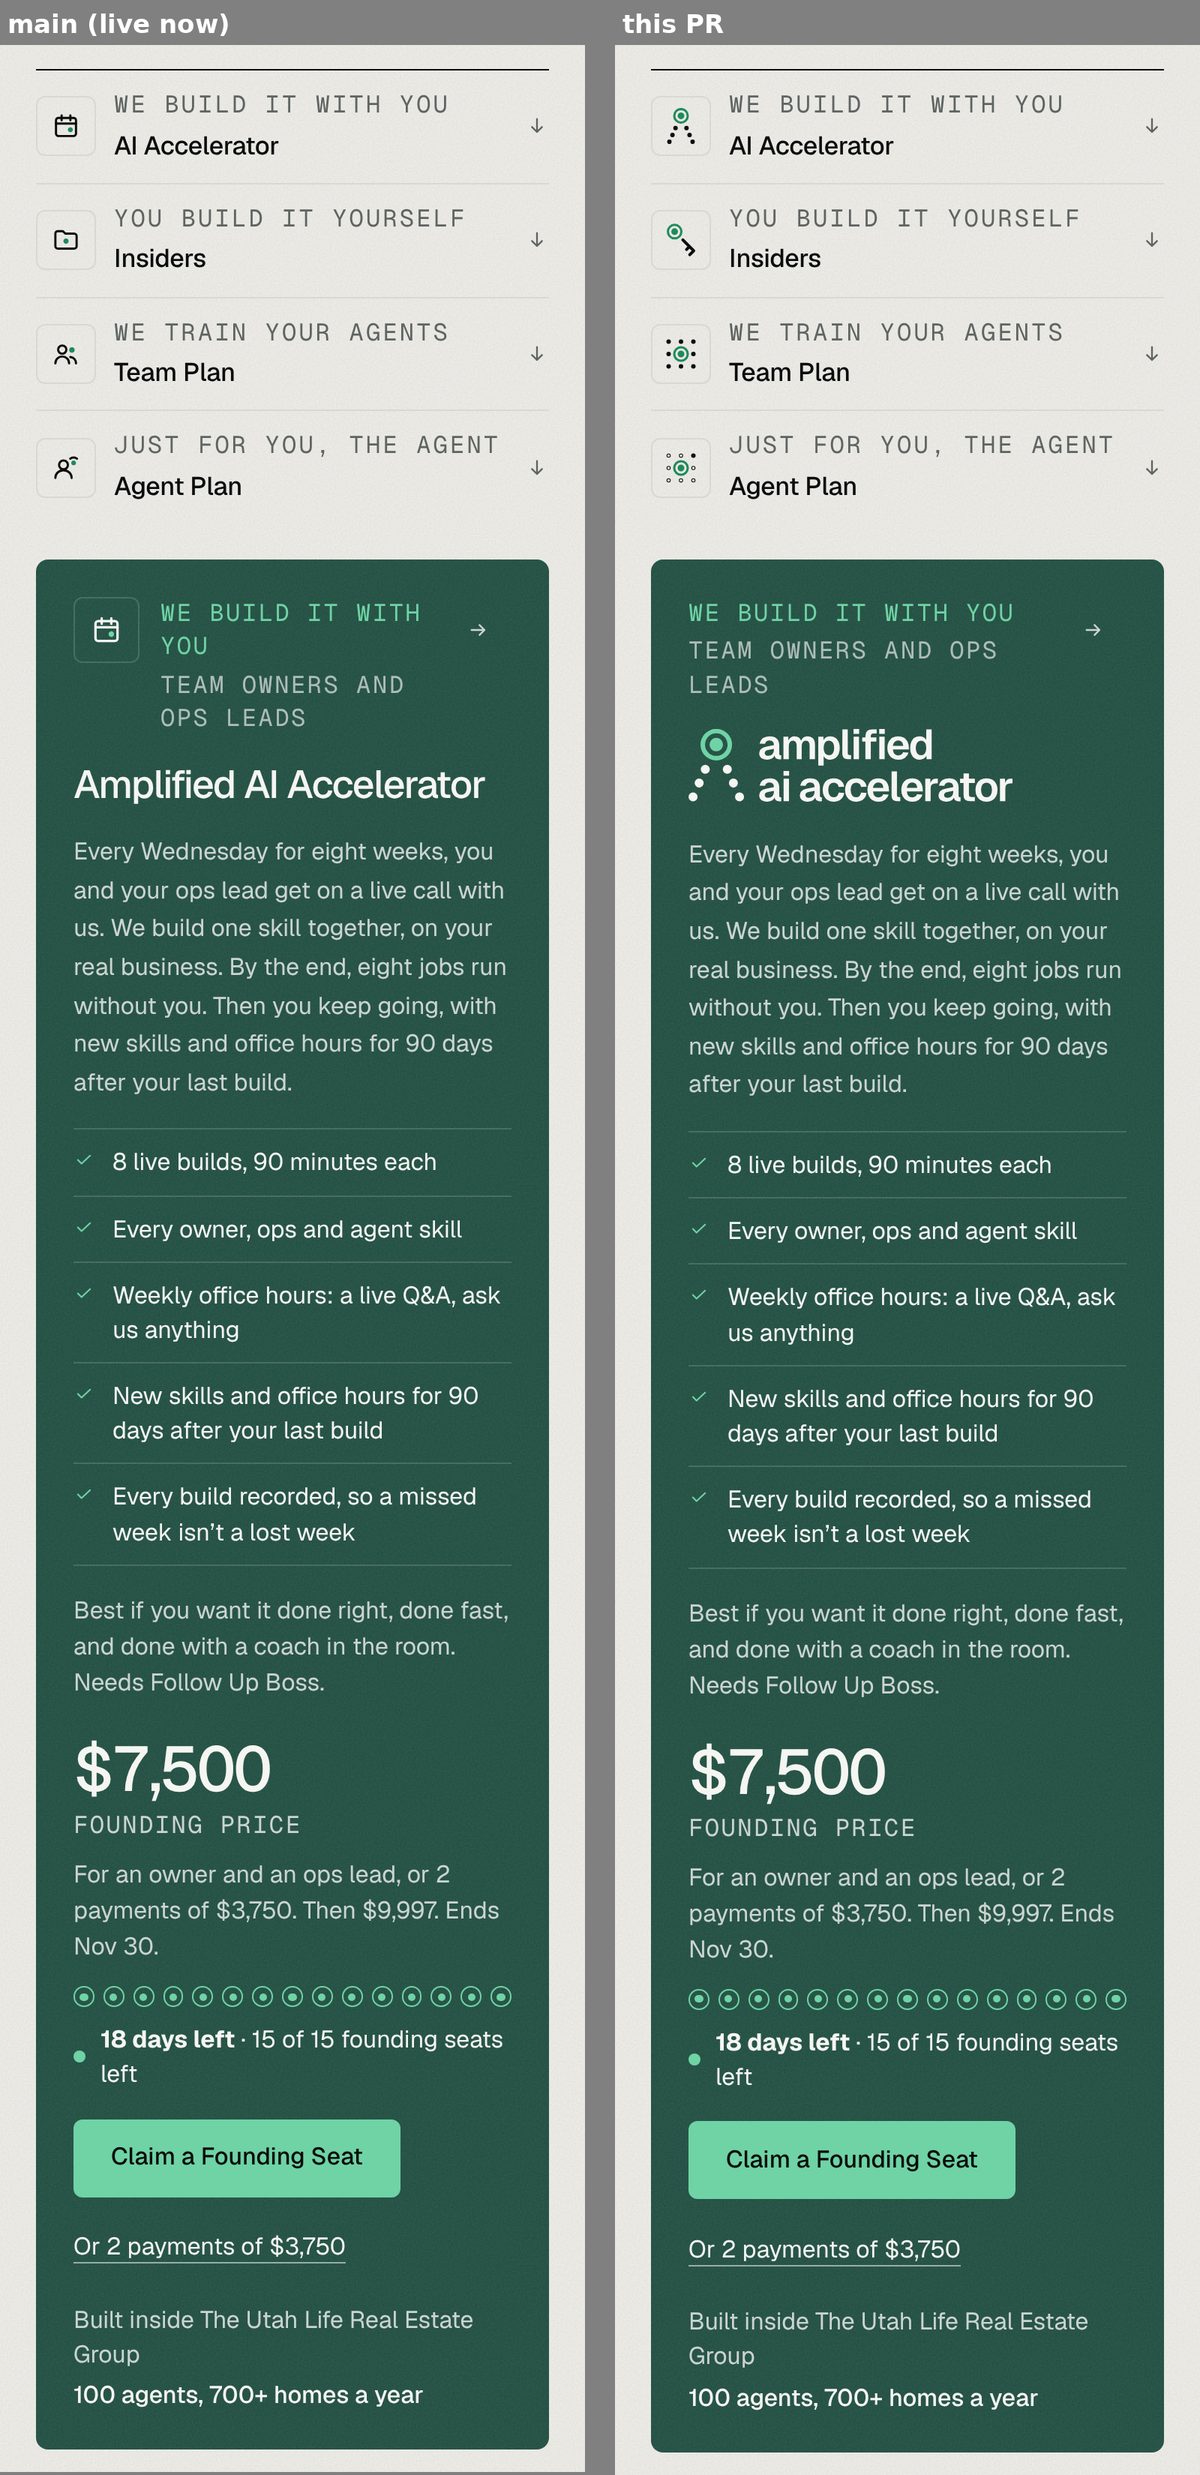 main (live now)
WE BUILD IT WITH YOU
AI Accelerator
YOU BUILD IT YOURSELF
Insiders
WE TRAIN YOUR AGENTS
Team Plan
JUST FOR YOU, THE AGENT
Agent Plan
WE BUILD IT WITH
YOU
TEAM OWNERS AND
OPS LEADS
Amplified AI Accelerator
Every Wednesday for eight weeks, you
and your ops lead get on a live call with
us. We build one skill together, on your
real business. By the end, eight jobs run
without you. Then you keep going, with
new skills and office hours for 90 days
after your last build.
8 live builds, 90 minutes each
Every owner, ops and agent skill
Weekly office hours: a live Q&A, ask
us anything
New skills and office hours for 90
days after your last build
Every build recorded, so a missed
week isn’t a lost week
Best if you want it done right, done fast,
and done with a coach in the room.
Needs Follow Up Boss.
$7,500
FOUNDING PRICE
For an owner and an ops lead, or 2
payments of $3,750. Then $9,997. Ends
Nov 30.
18 days left · 15 of 15 founding seats
left
Claim a Founding Seat
Or 2 payments of $3,750
Built inside The Utah Life Real Estate
Group
100 agents, 700+ homes a year
this PR
WE BUILD IT WITH YOU
AI Accelerator
YOU BUILD IT YOURSELF
Insiders
WE TRAIN YOUR AGENTS
Team Plan
JUST FOR YOU, THE AGENT
Agent Plan
WE BUILD IT WITH YOU
TEAM OWNERS AND OPS
LEADS
amplified
ai accelerator
Every Wednesday for eight weeks, you
and your ops lead get on a live call with
us. We build one skill together, on your
real business. By the end, eight jobs run
without you. Then you keep going, with
new skills and office hours for 90 days
after your last build.
8 live builds, 90 minutes each
Every owner, ops and agent skill
Weekly office hours: a live Q&A, ask
us anything
New skills and office hours for 90
days after your last build
Every build recorded, so a missed
week isn’t a lost week
Best if you want it done right, done fast,
and done with a coach in the room.
Needs Follow Up Boss.
$7,500
FOUNDING PRICE
For an owner and an ops lead, or 2
payments of $3,750. Then $9,997. Ends
Nov 30.
18 days left · 15 of 15 founding seats
left
Claim a Founding Seat
Or 2 payments of $3,750
Built inside The Utah Life Real Estate
Group
100 agents, 700+ homes a year